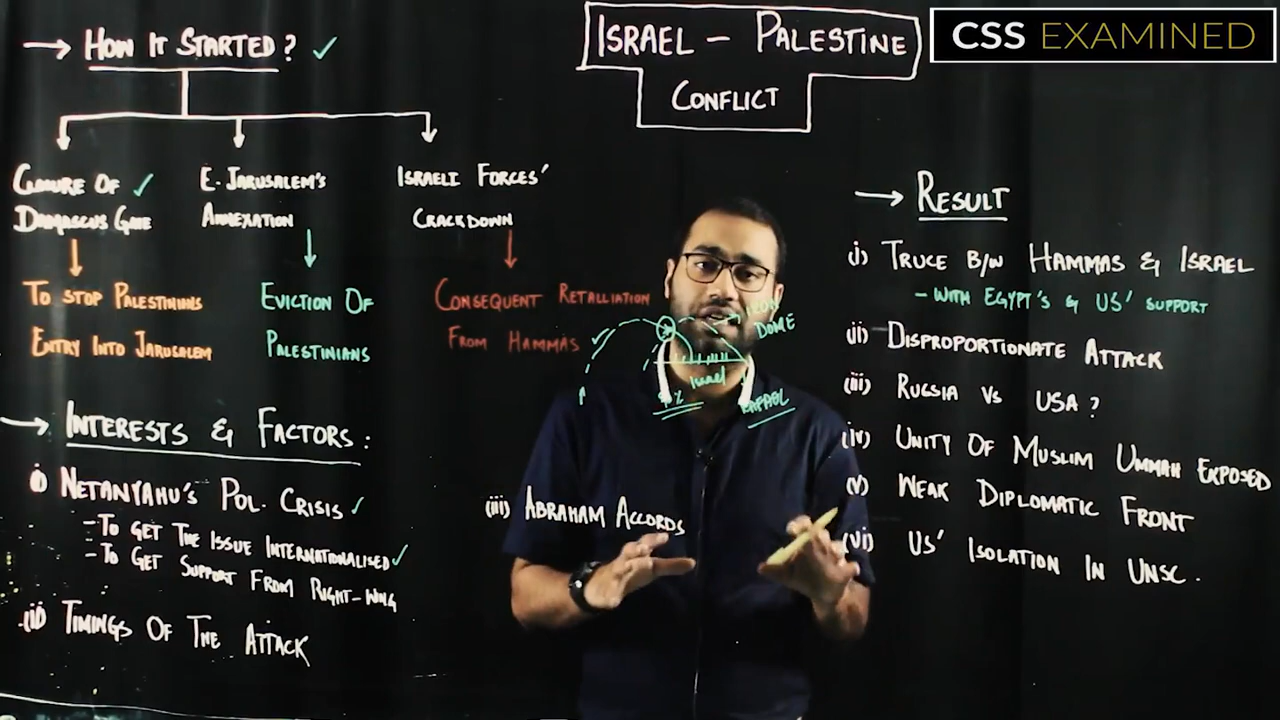 → HOW IT STARTED? ✓
ISRAEL – PALESTINE
CONFLICT
CSS EXAMINED
CLOSURE OF ✓
DAMASCUS GATE
TO STOP PALESTINIANS
ENTRY INTO JARUSALEM
E-JARUSALEM'S
ANNEXATION
EVICTION OF
PALESTINIANS
ISRAELI FORCES'
CRACKDOWN
CONSEQUENT RETALLIATION
FROM HAMMAS
DOME
Israel
RAFAEL
→ INTERESTS & FACTORS:
(i) NETANYAHU'S POL. CRISIS ✓
- TO GET THE ISSUE INTERNATIONALISED ✓
- TO GET SUPPORT FROM RIGHT-WING
(ii) TIMINGS OF THE ATTACK
(iii) ABRAHAM ACCORDS
→ RESULT
(i) TRUCE B/W HAMMAS & ISRAEL
- WITH EGYPT'S & US' SUPPORT
(ii) DISPROPORTIONATE ATTACK
(iii) RUSSIA VS USA?
(iv) UNITY OF MUSLIM UMMAH EXPOSED
(v) WEAK DIPLOMATIC FRONT
(vi) US' ISOLATION IN UNSC.